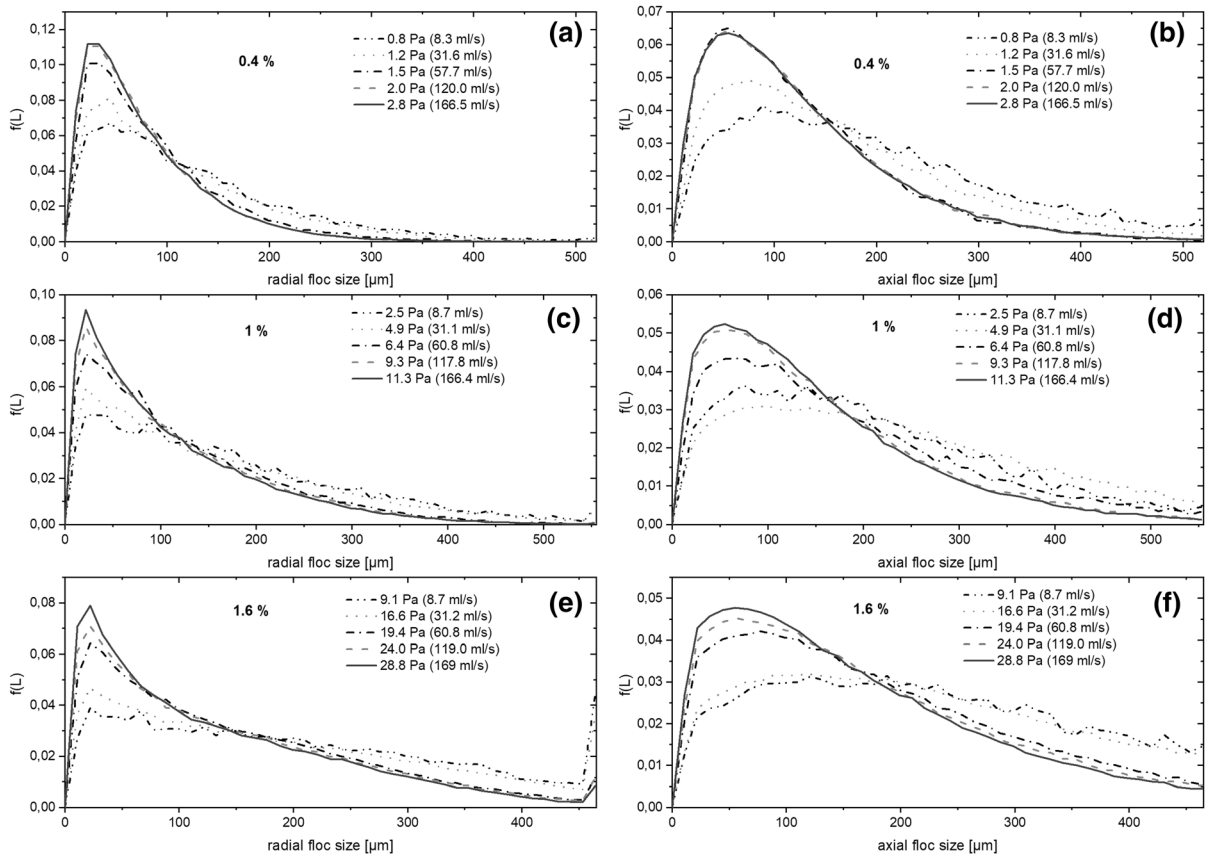 (a)
0.4 %
0.8 Pa (8.3 ml/s)
1.2 Pa (31.6 ml/s)
1.5 Pa (57.7 ml/s)
2.0 Pa (120.0 ml/s)
2.8 Pa (166.5 ml/s)
f(L)
0,12
0,10
0,08
0,06
0,04
0,02
0,00
0 100 200 300 400 500
radial floc size [µm]
(b)
0.4 %
0.8 Pa (8.3 ml/s)
1.2 Pa (31.6 ml/s)
1.5 Pa (57.7 ml/s)
2.0 Pa (120.0 ml/s)
2.8 Pa (166.5 ml/s)
f(L)
0,07
0,06
0,05
0,04
0,03
0,02
0,01
0,00
0 100 200 300 400 500
axial floc size [µm]
(c)
1 %
2.5 Pa (8.7 ml/s)
4.9 Pa (31.1 ml/s)
6.4 Pa (60.8 ml/s)
9.3 Pa (117.8 ml/s)
11.3 Pa (166.4 ml/s)
f(L)
0,10
0,08
0,06
0,04
0,02
0,00
0 100 200 300 400 500
radial floc size [µm]
(d)
1 %
2.5 Pa (8.7 ml/s)
4.9 Pa (31.1 ml/s)
6.4 Pa (60.8 ml/s)
9.3 Pa (117.8 ml/s)
11.3 Pa (166.4 ml/s)
f(L)
0,06
0,05
0,04
0,03
0,02
0,01
0,00
0 100 200 300 400 500
axial floc size [µm]
(e)
1.6 %
9.1 Pa (8.7 ml/s)
16.6 Pa (31.2 ml/s)
19.4 Pa (60.8 ml/s)
24.0 Pa (119.0 ml/s)
28.8 Pa (169 ml/s)
f(L)
0,08
0,06
0,04
0,02
0,00
0 100 200 300 400
radial floc size [µm]
(f)
1.6 %
9.1 Pa (8.7 ml/s)
16.6 Pa (31.2 ml/s)
19.4 Pa (60.8 ml/s)
24.0 Pa (119.0 ml/s)
28.8 Pa (169 ml/s)
f(L)
0,05
0,04
0,03
0,02
0,01
0,00
0 100 200 300 400
axial floc size [µm]